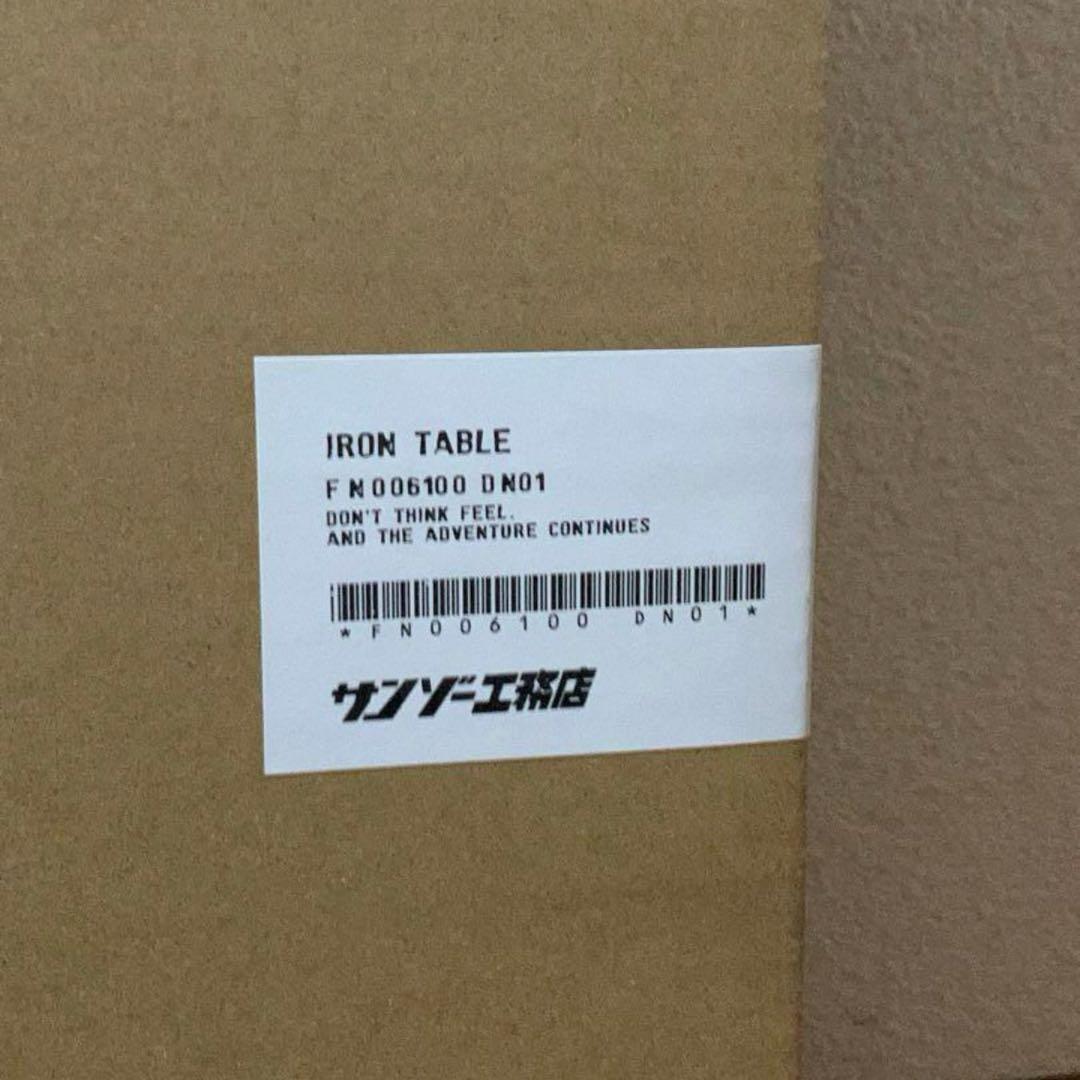 IRON TABLE
FN006100 DN01
DON'T THINK FEEL.
AND THE ADVENTURE CONTINUES
*FN006100 DN01*
サンゾー工務店